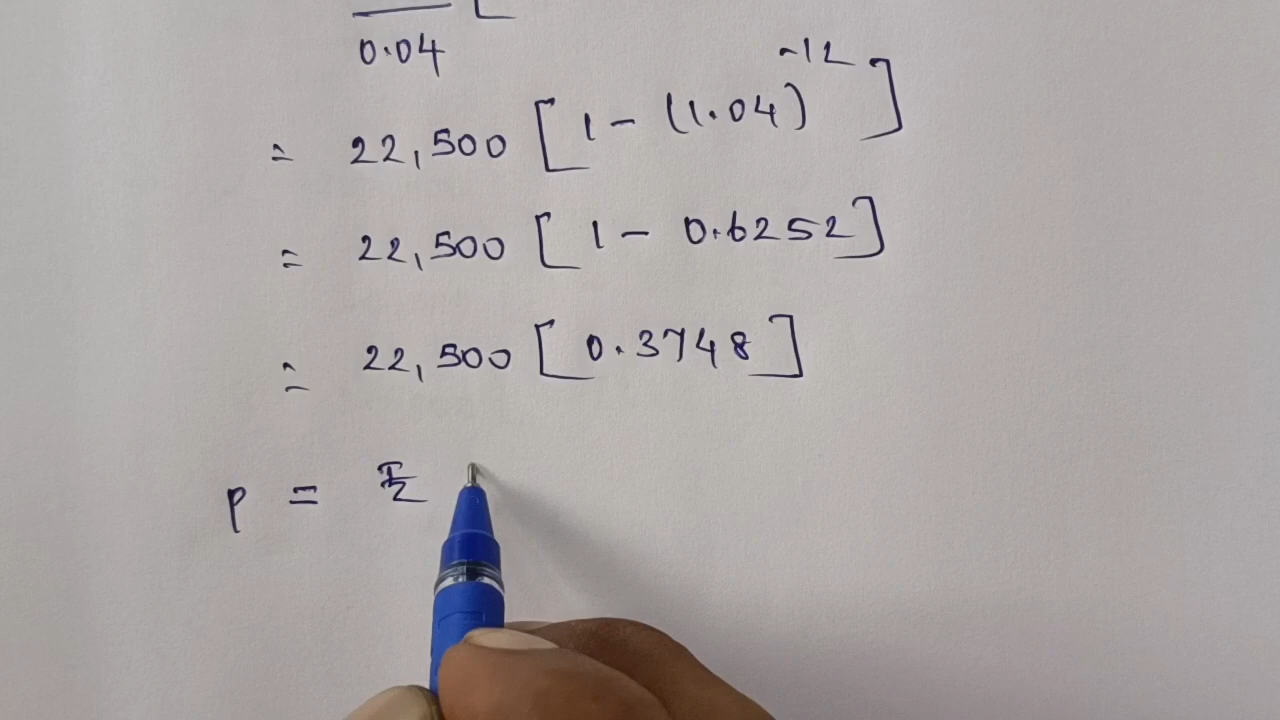 0.04
= 22,500 [1 - (1.04)^-12]
= 22,500 [1 - 0.6252]
= 22,500 [0.3748]
P = ₹